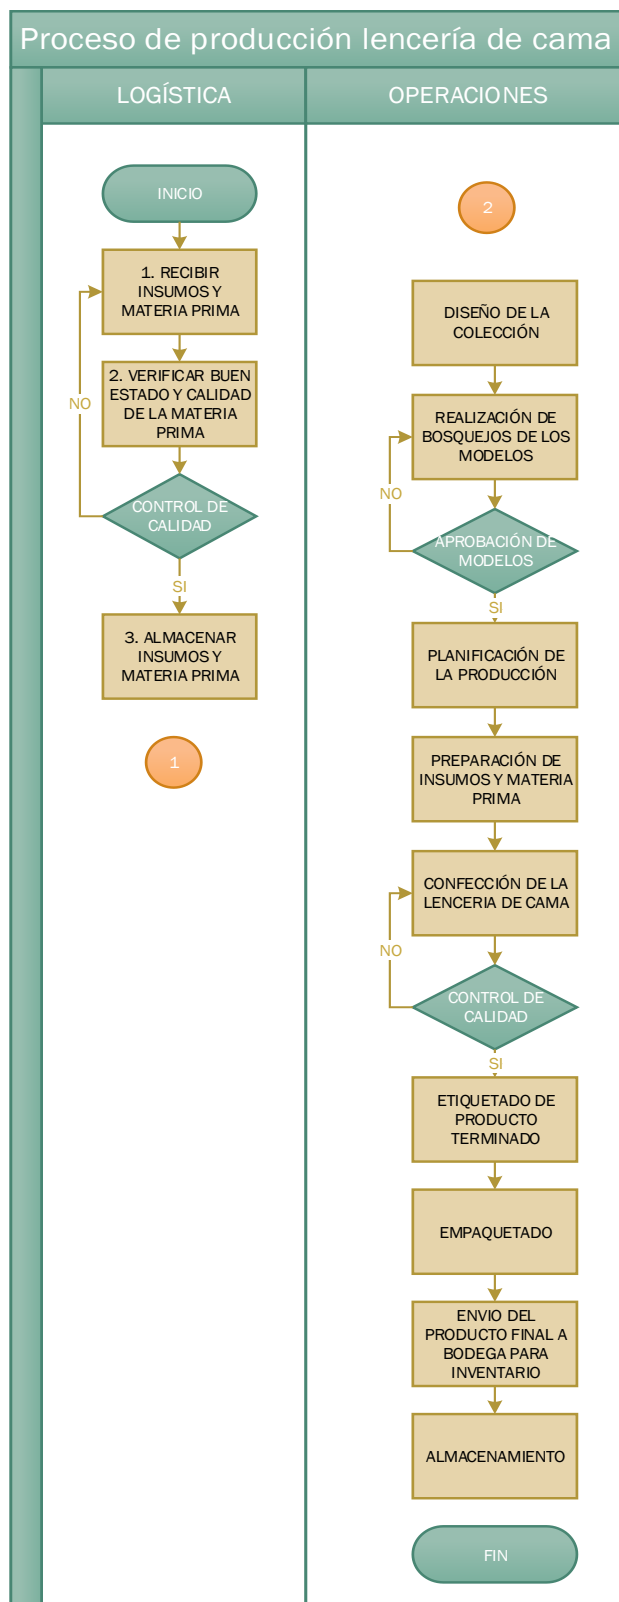 Proceso de producción lencería de cama
LOGÍSTICA
OPERACIONES
INICIO
1. RECIBIR
INSUMOS Y
MATERIA PRIMA
2. VERIFICAR BUEN
ESTADO Y CALIDAD
DE LA MATERIA
PRIMA
NO
CONTROL DE
CALIDAD
SI
3. ALMACENAR
INSUMOS Y
MATERIA PRIMA
1
2
DISEÑO DE LA
COLECCIÓN
REALIZACIÓN DE
BOSQUEJOS DE LOS
MODELOS
NO
APROBACIÓN DE
MODELOS
SI
PLANIFICACIÓN DE
LA PRODUCCIÓN
PREPARACIÓN DE
INSUMOS Y MATERIA
PRIMA
CONFECCIÓN DE LA
LENCERIA DE CAMA
NO
CONTROL DE
CALIDAD
SI
ETIQUETADO DE
PRODUCTO
TERMINADO
EMPAQUETADO
ENVIO DEL
PRODUCTO FINAL A
BODEGA PARA
INVENTARIO
ALMACENAMIENTO
FIN